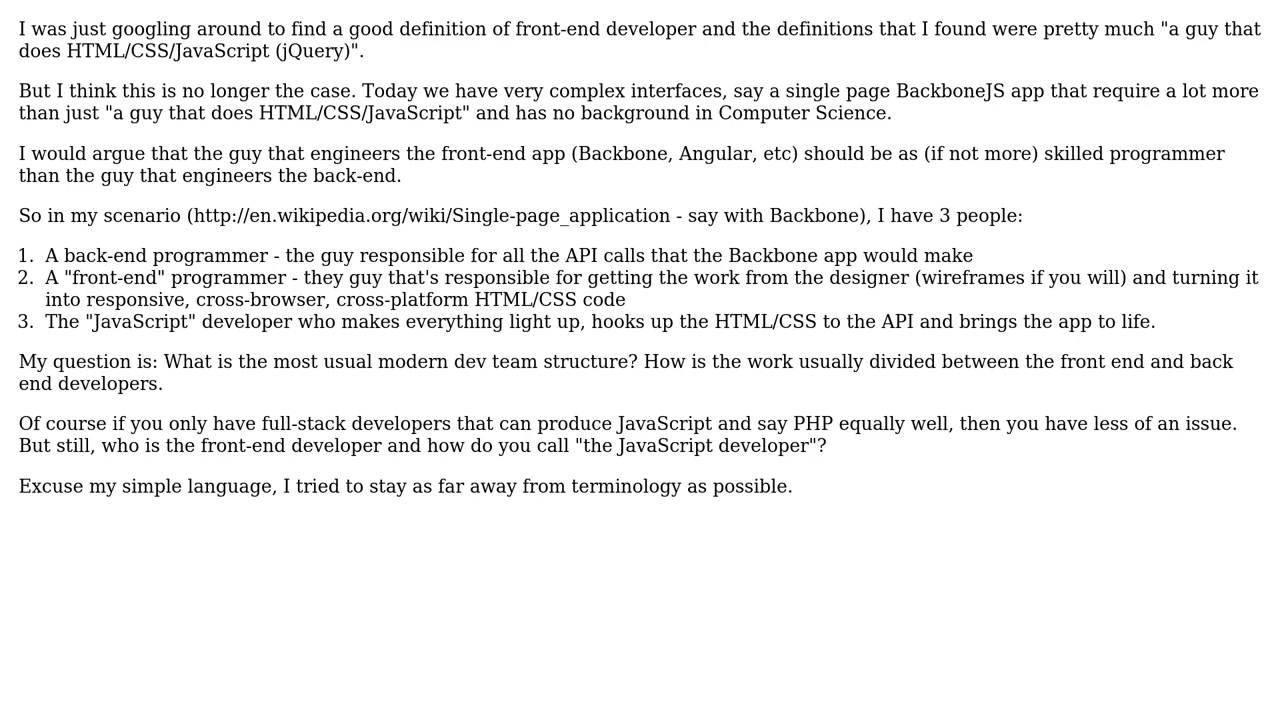 I was just googling around to find a good definition of front-end developer and the definitions that I found were pretty much "a guy that
does HTML/CSS/JavaScript (jQuery)".
But I think this is no longer the case. Today we have very complex interfaces, say a single page BackboneJS app that require a lot more
than just "a guy that does HTML/CSS/JavaScript" and has no background in Computer Science.
I would argue that the guy that engineers the front-end app (Backbone, Angular, etc) should be as (if not more) skilled programmer
than the guy that engineers the back-end.
So in my scenario (http://en.wikipedia.org/wiki/Single-page_application - say with Backbone), I have 3 people:
1. A back-end programmer - the guy responsible for all the API calls that the Backbone app would make
2. A "front-end" programmer - they guy that's responsible for getting the work from the designer (wireframes if you will) and turning it
into responsive, cross-browser, cross-platform HTML/CSS code
3. The "JavaScript" developer who makes everything light up, hooks up the HTML/CSS to the API and brings the app to life.
My question is: What is the most usual modern dev team structure? How is the work usually divided between the front end and back
end developers.
Of course if you only have full-stack developers that can produce JavaScript and say PHP equally well, then you have less of an issue.
But still, who is the front-end developer and how do you call "the JavaScript developer"?
Excuse my simple language, I tried to stay as far away from terminology as possible.